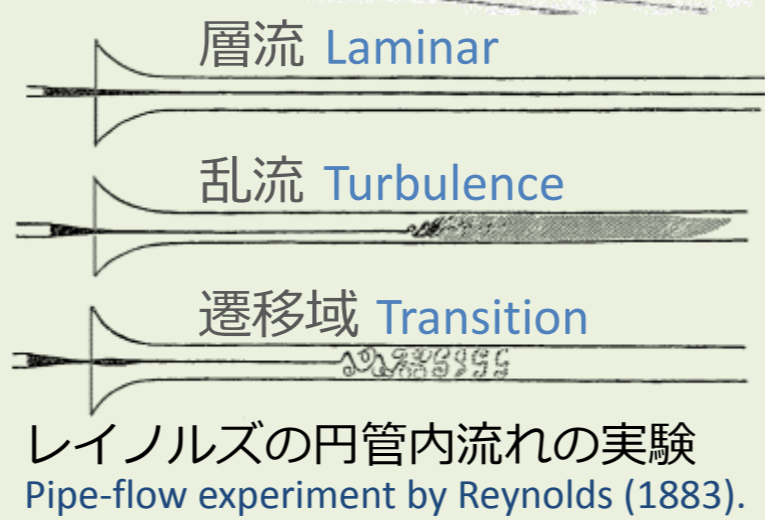 層流 Laminar
乱流 Turbulence
遷移域 Transition
レイノルズの円管内流れの実験
Pipe-flow experiment by Reynolds (1883).